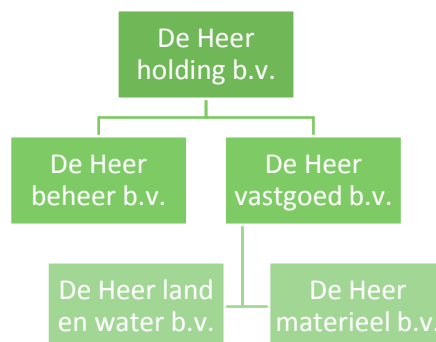 De Heer
holding b.v.
De Heer
beheer b.v.
De Heer
vastgoed b.v.
De Heer land
en water b.v.
De Heer
materieel b.v.